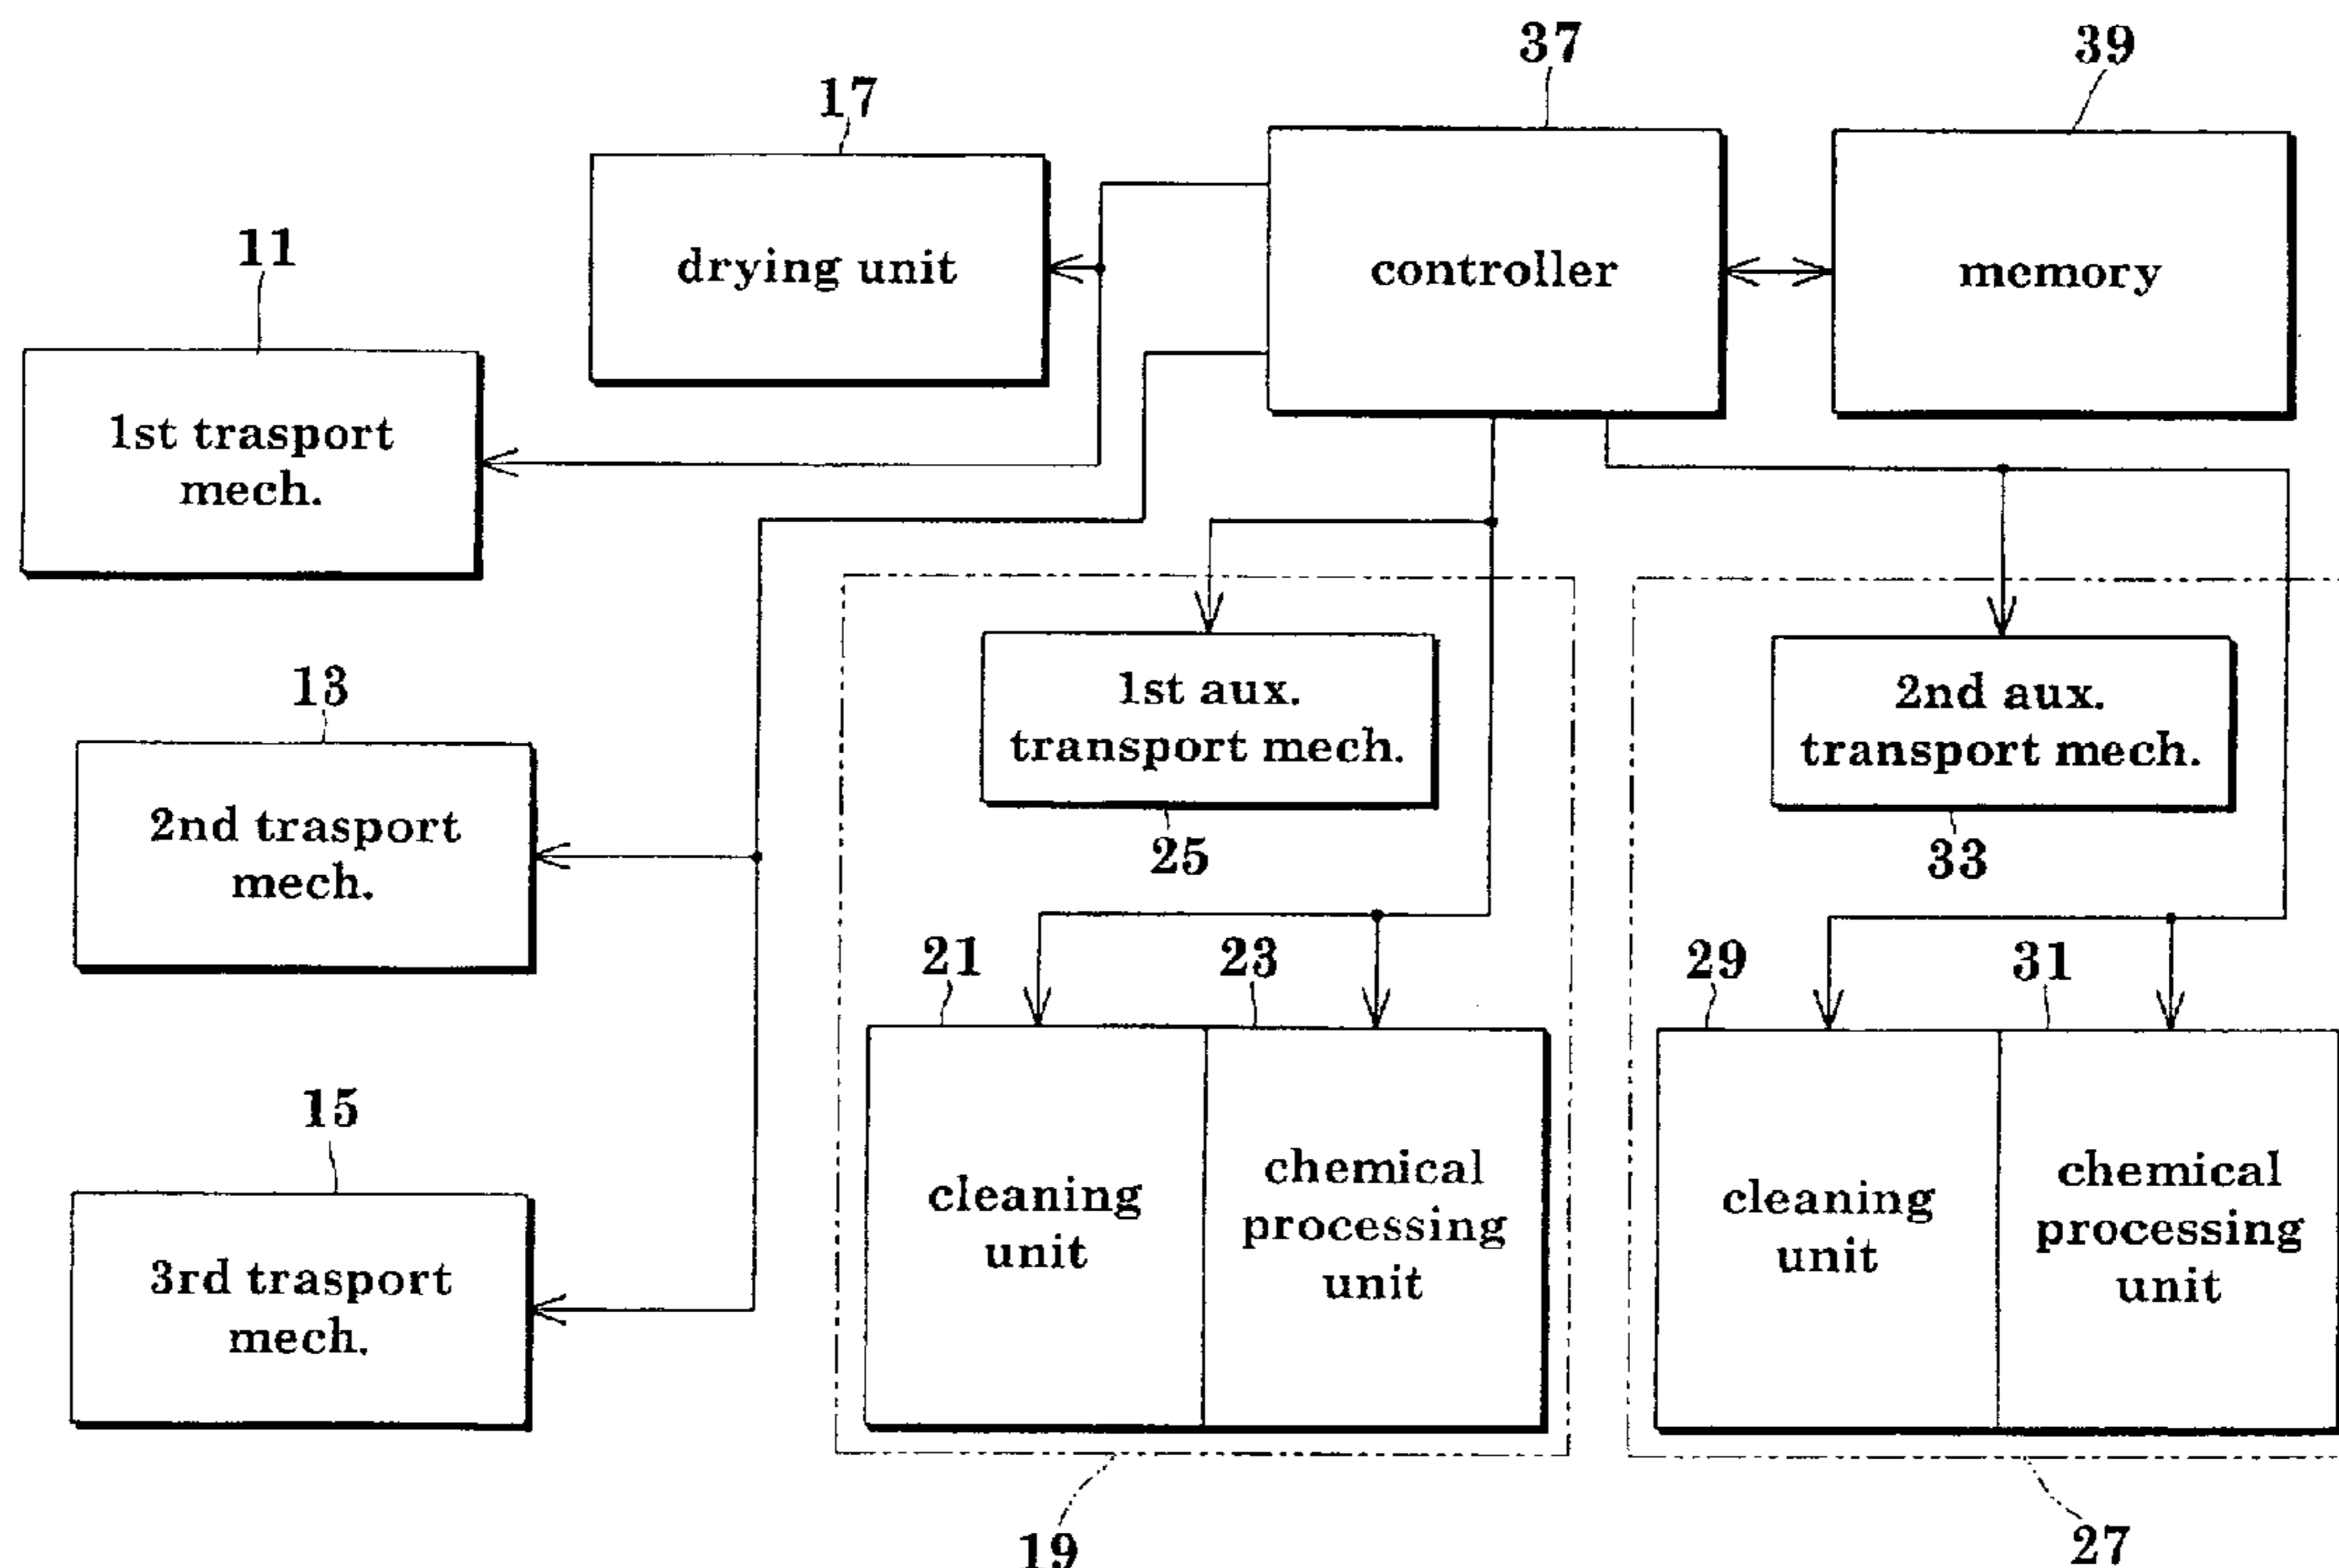 37
39
17
controller
memory
drying unit
11
1st trasport
mech.
13
2nd trasport
mech.
15
3rd trasport
mech.
1st aux.
transport mech.
25
2nd aux.
transport mech.
33
21
23
cleaning
unit
chemical
processing
unit
29
31
cleaning
unit
chemical
processing
unit
19
27